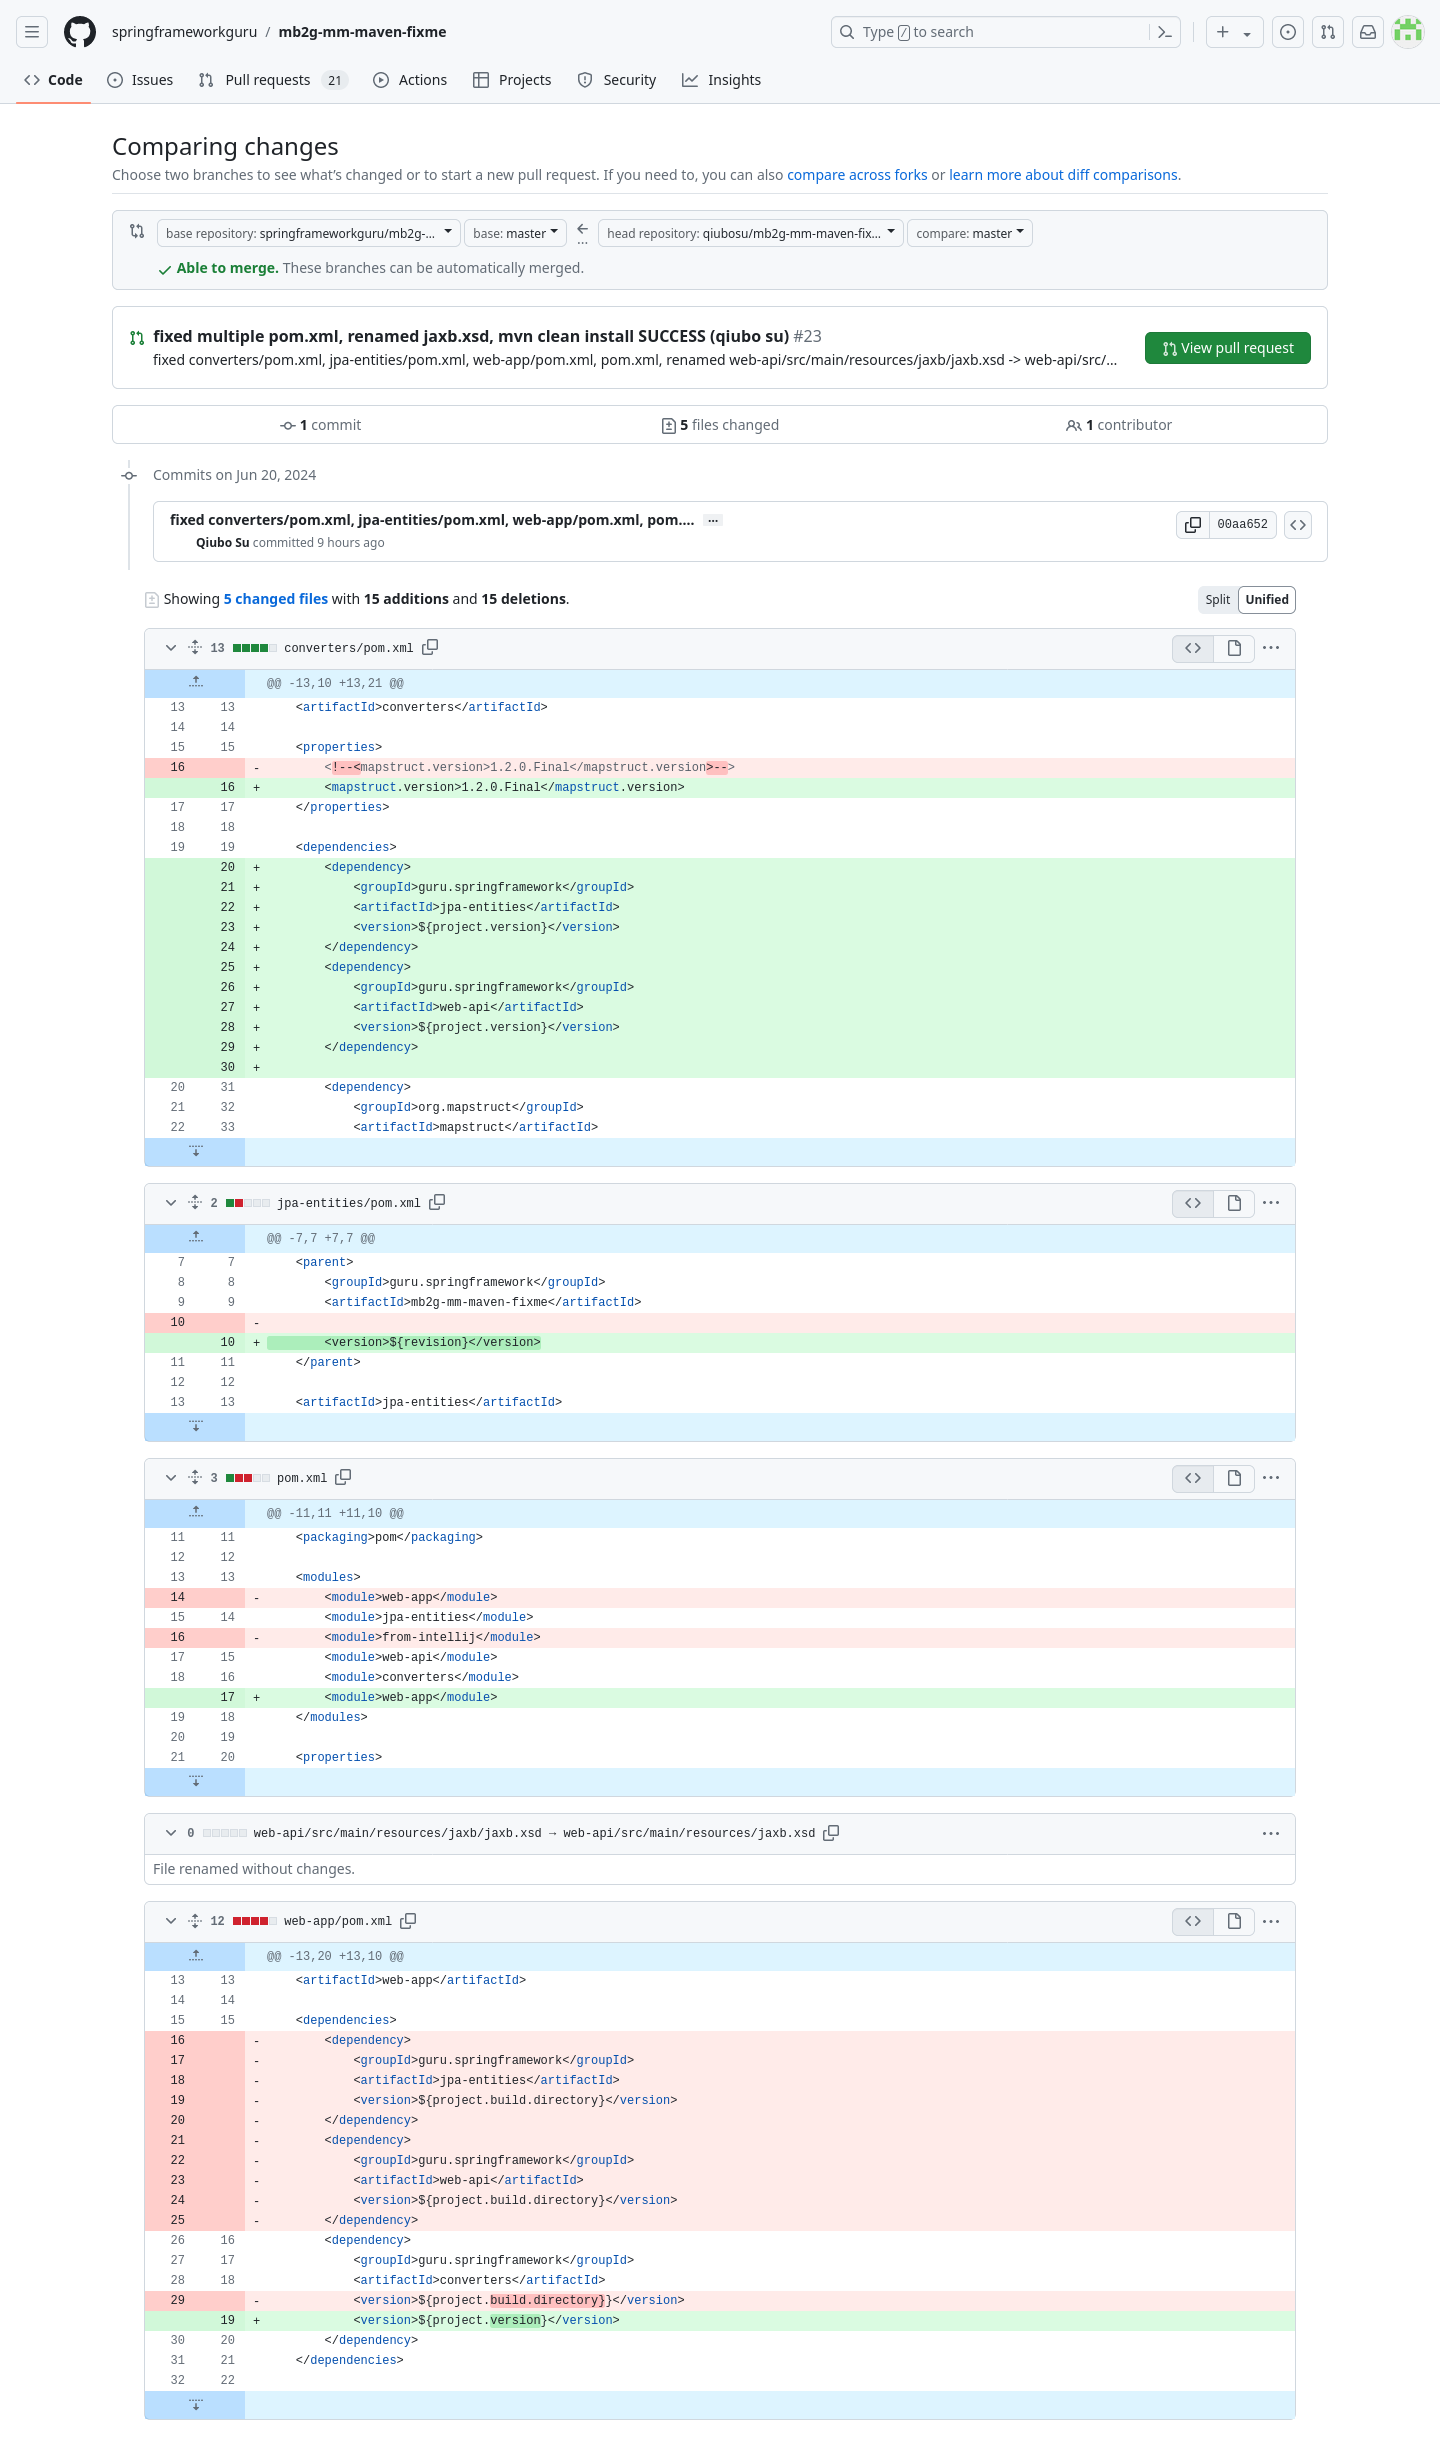 springframeworkguru / mb2g-mm-maven-fixme
Type / to search
Code
Issues
Pull requests 21
Actions
Projects
Security
Insights
Comparing changes
Choose two branches to see what’s changed or to start a new pull request. If you need to, you can also compare across forks or learn more about diff comparisons.
base repository: springframeworkguru/mb2g-... base: master ... head repository: qiubosu/mb2g-mm-maven-fix... compare: master
Able to merge. These branches can be automatically merged.
fixed multiple pom.xml, renamed jaxb.xsd, mvn clean install SUCCESS (qiubo su) #23
fixed converters/pom.xml, jpa-entities/pom.xml, web-app/pom.xml, pom.xml, renamed web-api/src/main/resources/jaxb/jaxb.xsd -> web-api/src/...
View pull request
1 commit
5 files changed
1 contributor
Commits on Jun 20, 2024
fixed converters/pom.xml, jpa-entities/pom.xml, web-app/pom.xml, pom.... …
Qiubo Su committed 9 hours ago
00aa652
Showing 5 changed files with 15 additions and 15 deletions.
Split Unified
13 converters/pom.xml
@@ -13,10 +13,21 @@
13 13 <artifactId>converters</artifactId>
14 14
15 15 <properties>
16 - <!--<mapstruct.version>1.2.0.Final</mapstruct.version>-->
16 + <mapstruct.version>1.2.0.Final</mapstruct.version>
17 17 </properties>
18 18
19 19 <dependencies>
20 + <dependency>
21 + <groupId>guru.springframework</groupId>
22 + <artifactId>jpa-entities</artifactId>
23 + <version>${project.version}</version>
24 + </dependency>
25 + <dependency>
26 + <groupId>guru.springframework</groupId>
27 + <artifactId>web-api</artifactId>
28 + <version>${project.version}</version>
29 + </dependency>
30 +
20 31 <dependency>
21 32 <groupId>org.mapstruct</groupId>
22 33 <artifactId>mapstruct</artifactId>
2 jpa-entities/pom.xml
@@ -7,7 +7,7 @@
7 7 <parent>
8 8 <groupId>guru.springframework</groupId>
9 9 <artifactId>mb2g-mm-maven-fixme</artifactId>
10 -
10 + <version>${revision}</version>
11 11 </parent>
12 12
13 13 <artifactId>jpa-entities</artifactId>
3 pom.xml
@@ -11,11 +11,10 @@
11 11 <packaging>pom</packaging>
12 12
13 13 <modules>
14 - <module>web-app</module>
15 14 <module>jpa-entities</module>
16 - <module>from-intellij</module>
17 15 <module>web-api</module>
18 16 <module>converters</module>
17 + <module>web-app</module>
19 18 </modules>
20 19
21 20 <properties>
0 web-api/src/main/resources/jaxb/jaxb.xsd → web-api/src/main/resources/jaxb.xsd
File renamed without changes.
12 web-app/pom.xml
@@ -13,20 +13,10 @@
13 13 <artifactId>web-app</artifactId>
14 14
15 15 <dependencies>
16 - <dependency>
17 - <groupId>guru.springframework</groupId>
18 - <artifactId>jpa-entities</artifactId>
19 - <version>${project.build.directory}</version>
20 - </dependency>
21 - <dependency>
22 - <groupId>guru.springframework</groupId>
23 - <artifactId>web-api</artifactId>
24 - <version>${project.build.directory}</version>
25 - </dependency>
26 16 <dependency>
27 17 <groupId>guru.springframework</groupId>
28 18 <artifactId>converters</artifactId>
29 - <version>${project.build.directory}}</version>
19 + <version>${project.version}</version>
30 20 </dependency>
31 21 </dependencies>
32 22